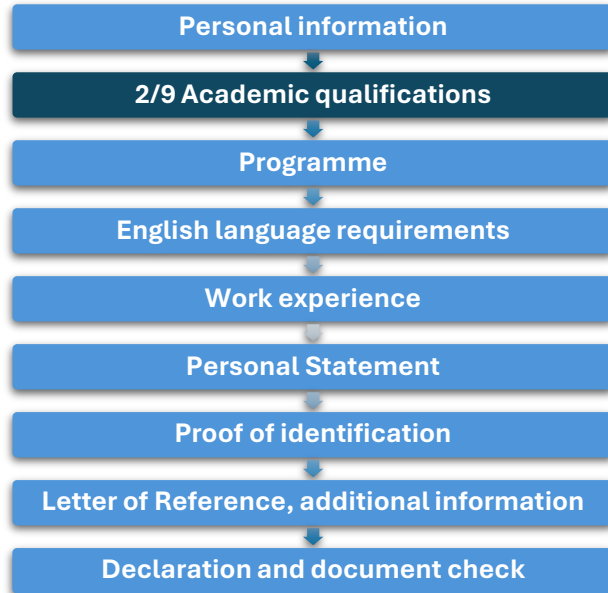 Personal information
2/9 Academic qualifications
Programme
English language requirements
Work experience
Personal Statement
Proof of identification
Letter of Reference, additional information
Declaration and document check